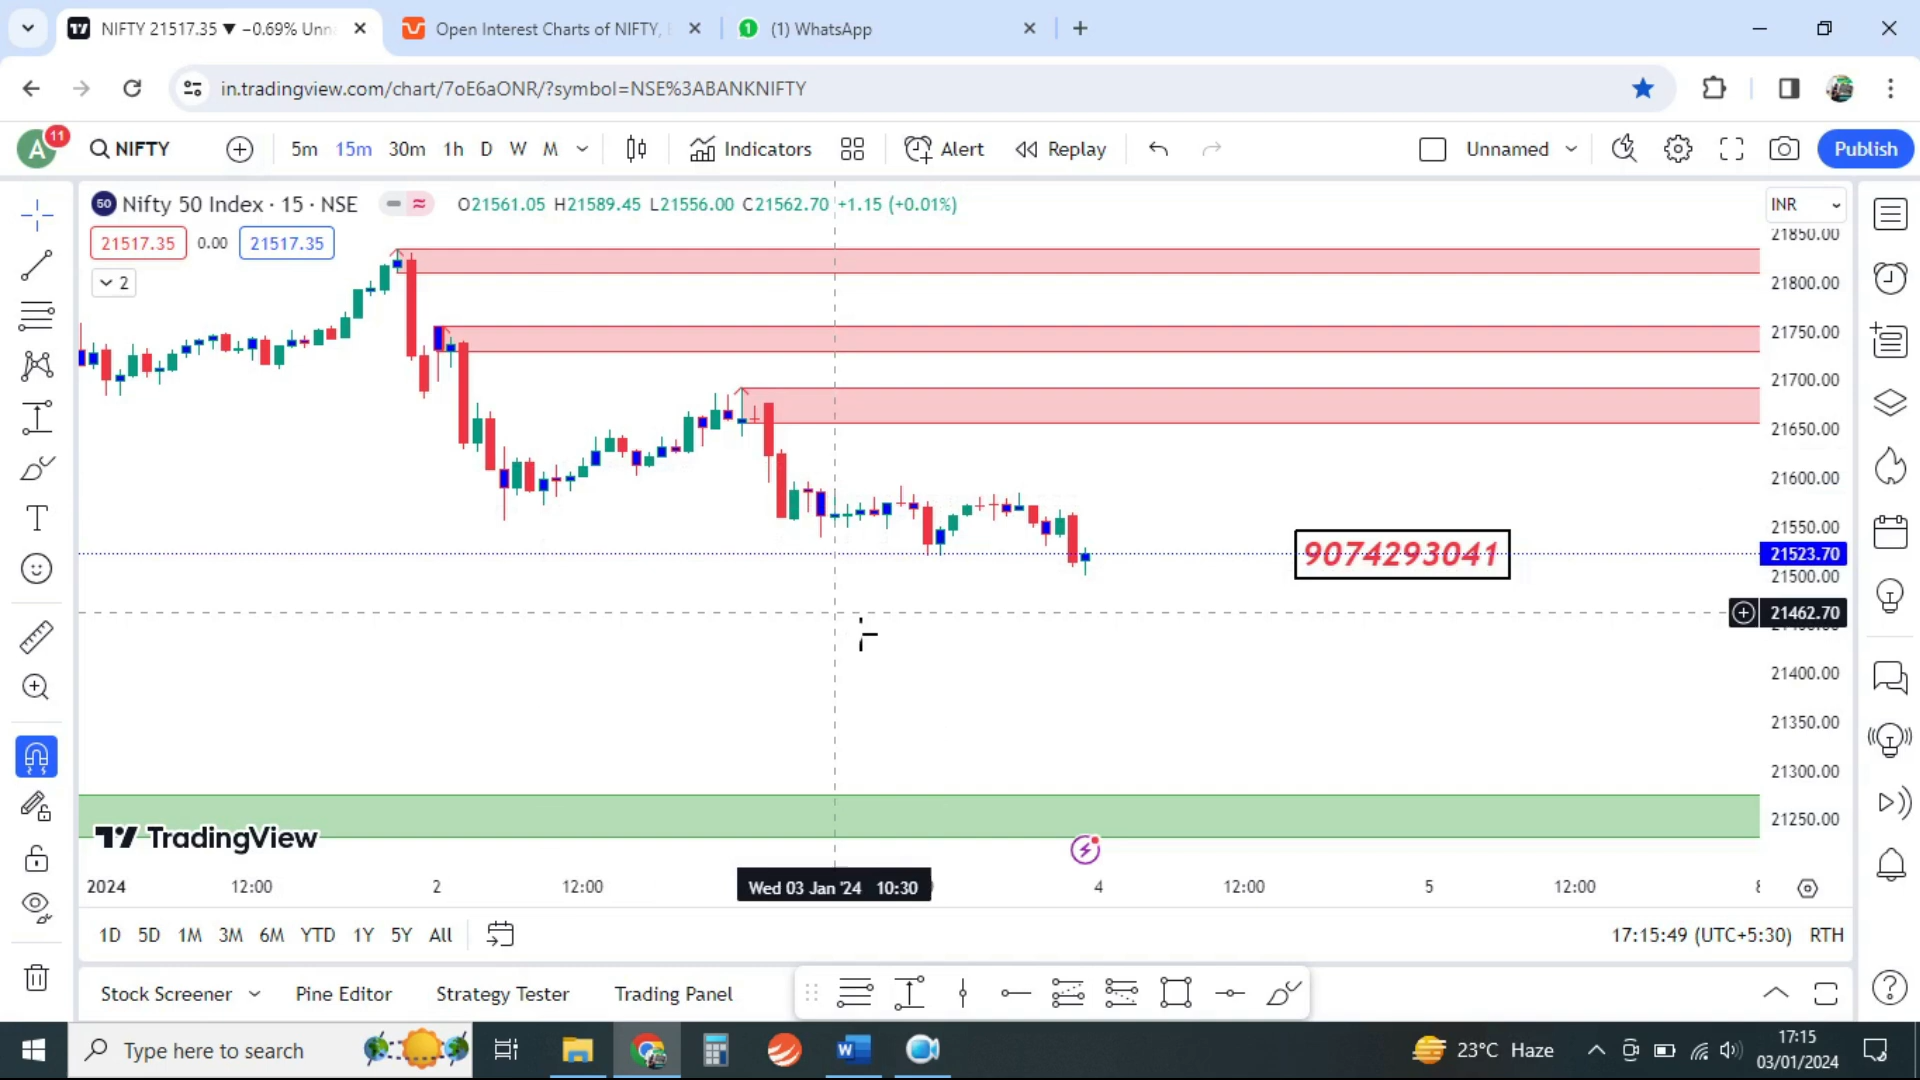 NIFTY 21517.35 ▼ −0.69% Unn
Open Interest Charts of NIFTY,
(1) WhatsApp
in.tradingview.com/chart/7oE6aONR/?symbol=NSE%3ABANKNIFTY
A 11
NIFTY
5m 15m 30m 1h D W M
Indicators
Alert
Replay
Unnamed
Publish
50 Nifty 50 Index · 15 · NSE
O21561.05 H21589.45 L21556.00 C21562.70 +1.15 (+0.01%)
INR
21517.35 0.00 21517.35
2
21850.00
21800.00
21750.00
21700.00
21650.00
21600.00
21550.00
9074293041
21523.70
21500.00
21462.70
21400.00
21350.00
21300.00
21250.00
TradingView
2024 12:00 2 12:00 Wed 03 Jan '24 10:30 4 12:00 5 12:00
1D 5D 1M 3M 6M YTD 1Y 5Y All
17:15:49 (UTC+5:30) RTH
Stock Screener Pine Editor Strategy Tester Trading Panel
Type here to search
23°C Haze
17:15
03/01/2024